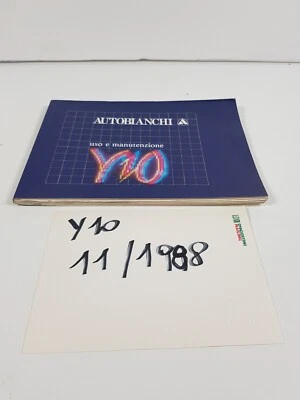 AUTOBIANCHI
uso e manutenzione
Y10
Y10
11/1988